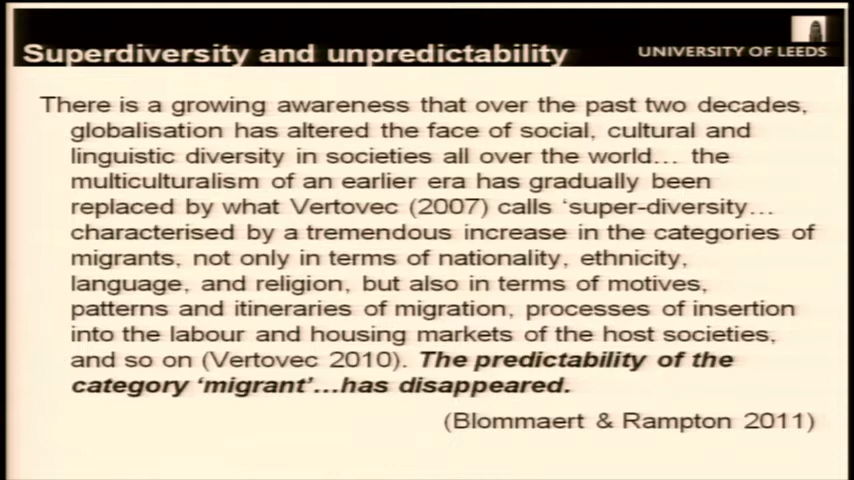 Superdiversity and unpredictability
UNIVERSITY OF LEEDS
There is a growing awareness that over the past two decades,
globalisation has altered the face of social, cultural and
linguistic diversity in societies all over the world… the
multiculturalism of an earlier era has gradually been
replaced by what Vertovec (2007) calls ‘super-diversity…
characterised by a tremendous increase in the categories of
migrants, not only in terms of nationality, ethnicity,
language, and religion, but also in terms of motives,
patterns and itineraries of migration, processes of insertion
into the labour and housing markets of the host societies,
and so on (Vertovec 2010). The predictability of the
category ‘migrant’…has disappeared.
(Blommaert & Rampton 2011)